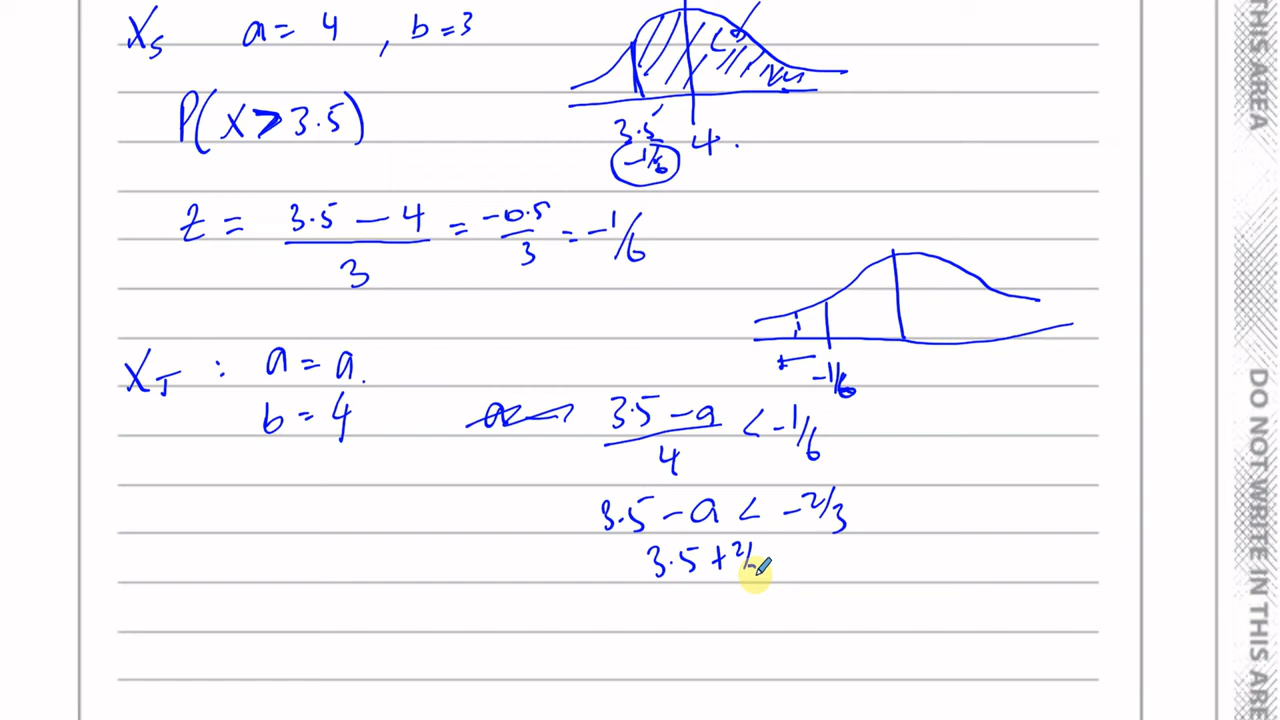 X_S a = 4 , b = 3
P(X > 3.5)
3.5 4.
-1/6
Z = (3.5 - 4)/3 = -0.5/3 = -1/6
-1/6
X_T : a = a.
b = 4
(3.5 - a)/4 < -1/6
3.5 - a < -2/3
3.5 + 2/
THIS AREA
DO NOT WRITE IN THIS AREA